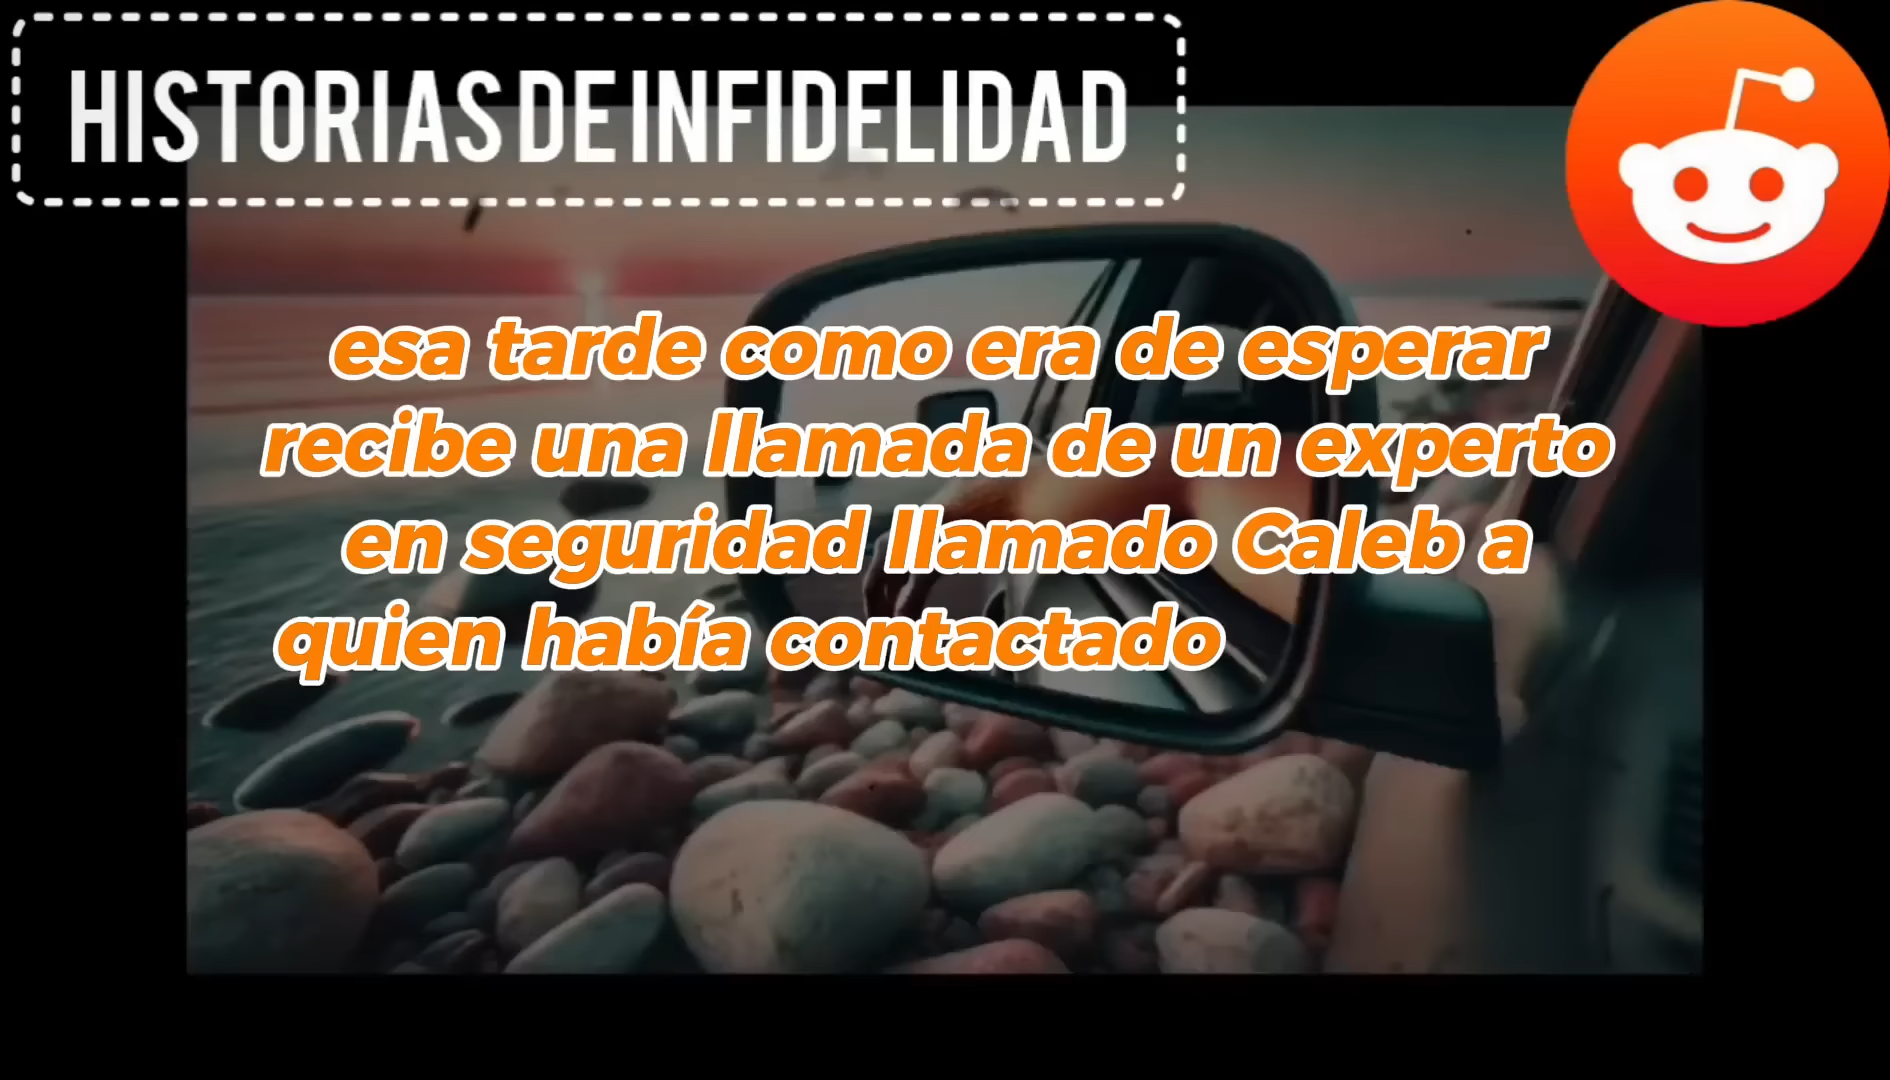 HISTORIAS DE INFIDELIDAD
esa tarde como era de esperar
recibe una llamada de un experto
en seguridad llamado Caleb a
quien había contactado